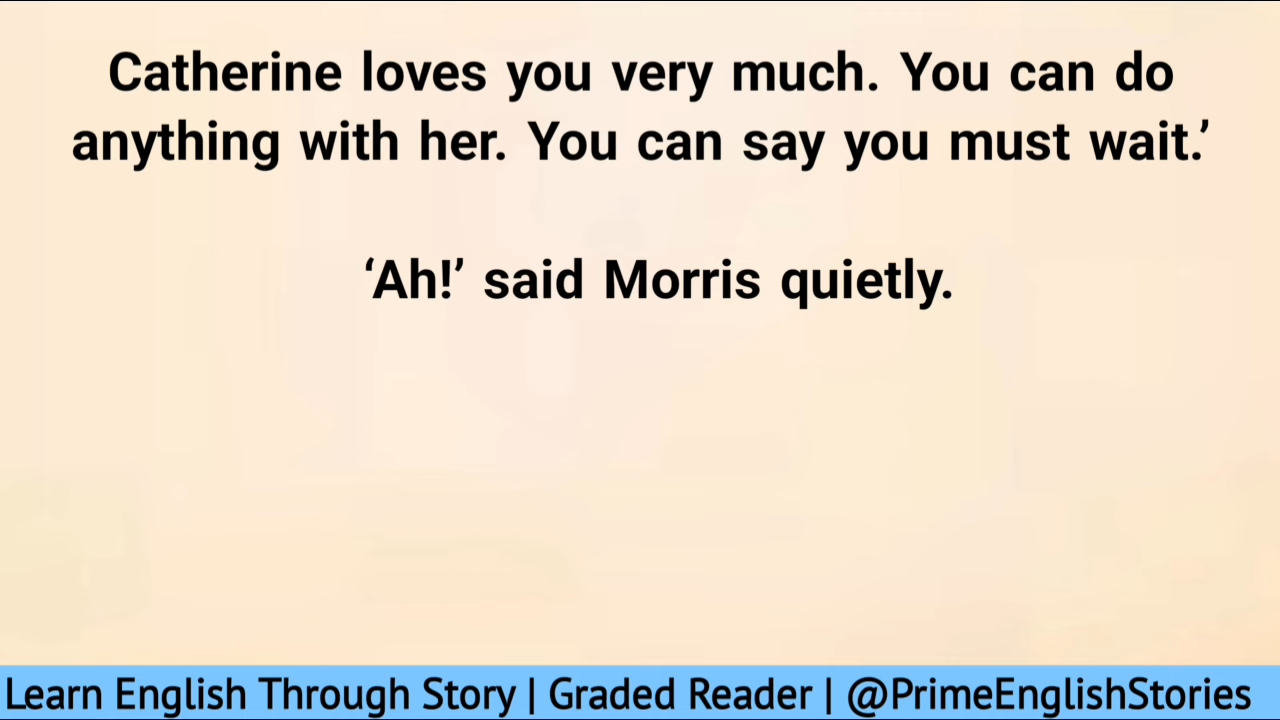 Catherine loves you very much. You can do
anything with her. You can say you must wait.’
‘Ah!’ said Morris quietly.
Learn English Through Story | Graded Reader | @PrimeEnglishStories